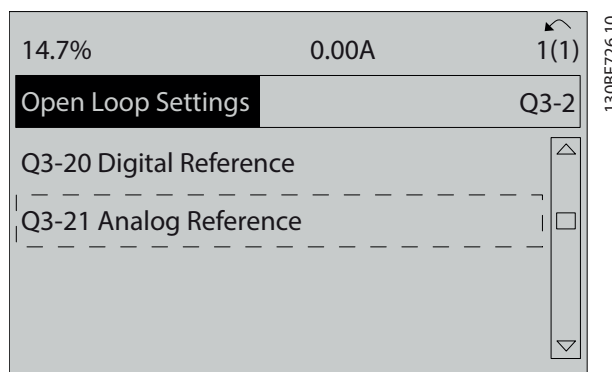 14.7% 0.00A 1(1)
Open Loop Settings Q3-2
Q3-20 Digital Reference
Q3-21 Analog Reference
130BF726.10